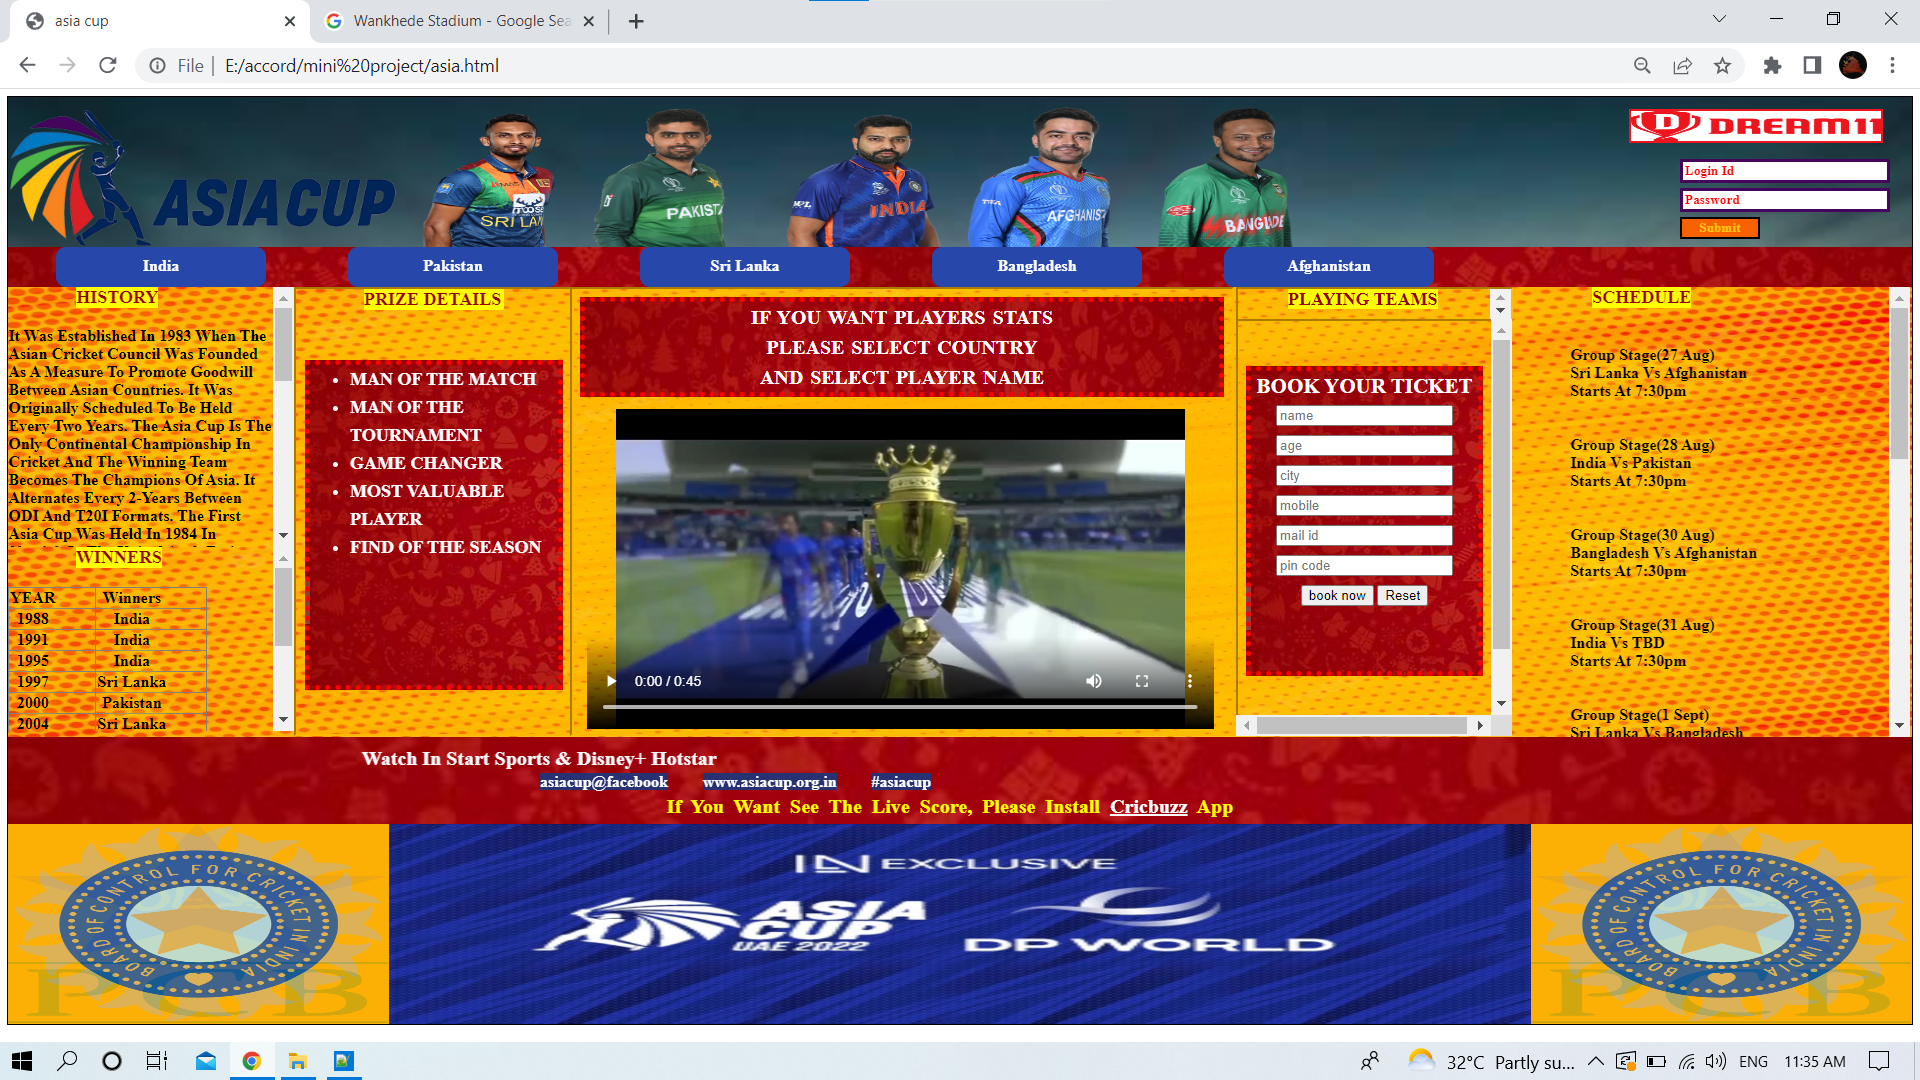 asia cup
Wankhede Stadium - Google Sea
File
E:/accord/mini%20project/asia.html
ASIA CUP
SRI LAN
PAKISTA
INDIA
AFGHANIST
BANGLADE
DREAM11
Login Id
Password
Submit
India
Pakistan
Sri Lanka
Bangladesh
Afghanistan
HISTORY
It Was Established In 1983 When The
Asian Cricket Council Was Founded
As A Measure To Promote Goodwill
Between Asian Countries. It Was
Originally Scheduled To Be Held
Every Two Years. The Asia Cup Is The
Only Continental Championship In
Cricket And The Winning Team
Becomes The Champions Of Asia. It
Alternates Every 2-Years Between
ODI And T20I Formats. The First
Asia Cup Was Held In 1984 In
WINNERS
YEAR Winners
1988 India
1991 India
1995 India
1997 Sri Lanka
2000 Pakistan
2004 Sri Lanka
PRIZE DETAILS
• MAN OF THE MATCH
• MAN OF THE
TOURNAMENT
• GAME CHANGER
• MOST VALUABLE
PLAYER
• FIND OF THE SEASON
IF YOU WANT PLAYERS STATS
PLEASE SELECT COUNTRY
AND SELECT PLAYER NAME
0:00 / 0:45
PLAYING TEAMS
BOOK YOUR TICKET
name
age
city
mobile
mail id
pin code
book now Reset
SCHEDULE
Group Stage(27 Aug)
Sri Lanka Vs Afghanistan
Starts At 7:30pm
Group Stage(28 Aug)
India Vs Pakistan
Starts At 7:30pm
Group Stage(30 Aug)
Bangladesh Vs Afghanistan
Starts At 7:30pm
Group Stage(31 Aug)
India Vs TBD
Starts At 7:30pm
Group Stage(1 Sept)
Sri Lanka Vs Bangladesh
Watch In Start Sports & Disney+ Hotstar
asiacup@facebook www.asiacup.org.in #asiacup
If You Want See The Live Score, Please Install Cricbuzz App
BOARD OF CONTROL FOR CRICKET IN INDIA
PCB
IN EXCLUSIVE
ASIA
CUP
UAE 2022
DP WORLD
BOARD OF CONTROL FOR CRICKET IN INDIA
PCB
32°C Partly su...
ENG
11:35 AM